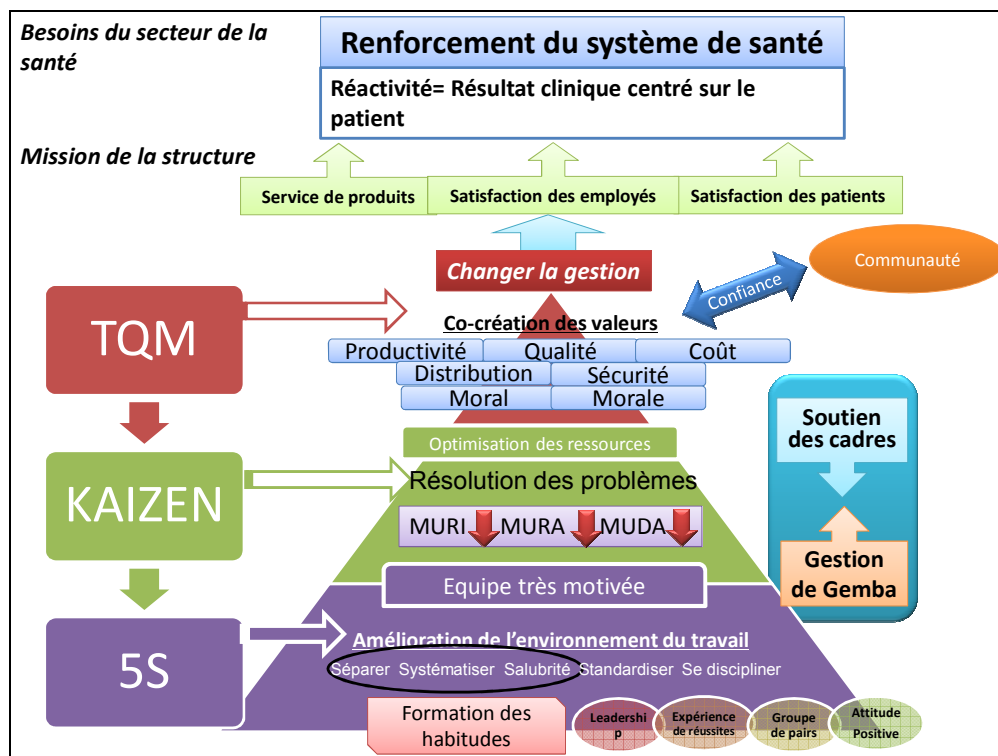 Besoins du secteur de la
santé
Renforcement du système de santé
Réactivité= Résultat clinique centré sur le
patient
Mission de la structure
Service de produits
Satisfaction des employés
Satisfaction des patients
Changer la gestion
Communauté
Confiance
TQM
Co-création des valeurs
Productivité
Qualité
Coût
Distribution
Sécurité
Moral
Morale
Soutien
des cadres
Optimisation des ressources
KAIZEN
Résolution des problèmes
MURI
MURA
MUDA
Gestion
de Gemba
Equipe très motivée
5S
Amélioration de l'environnement du travail
Séparer Systématiser Salubrité Standardiser Se discipliner
Formation des
habitudes
Leadershi
p
Expérience
de réussites
Groupe
de pairs
Attitude
Positive